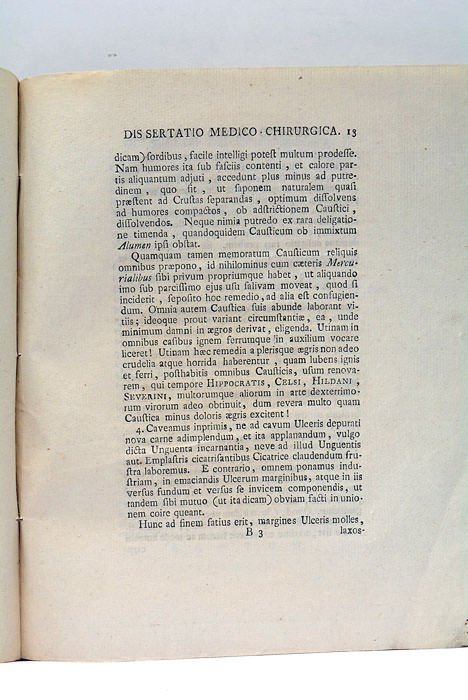 DISSERTATIO MEDICO-CHIRURGICA. 13
dicam) ſordibus, facile intelligi poteſt multum prodeſſe.
Nam humores ita ſub faſciis contenti, et calore par-
tis aliquantum adjuti, accedunt plus minus ad putre-
dinem, quo fit, ut ſaponem naturalem quaſi
præſtent ad Cruſtas ſeparandas, optimum diſſolvens
ad humores compactos, ob adſtrictionem Cauſtici,
diſſolvendos. Neque nimia putredo ex rara deligatio-
ne timenda, quandoquidem Cauſticum ob immixtum
Alumen ipſi obſtat.
Quamquam tamen memoratum Cauſticum reliquis
omnibus præpono, id nihilominus cum cæteris Mercu-
rialibus ſibi privum propriumque habet, ut aliquando
imo ſub parciſſimo ejus uſu ſalivam moveat, quod ſi
inciderit, ſepoſito hoc remedio, ad alia eſt confugien-
dum. Omnia autem Cauſtica ſuis abunde laborant vi-
tiis; ideoque prout variant circumſtantiæ, ea, unde
minimum damni in ægros derivat, eligenda. Utinam in
omnibus caſibus ignem ferrumque in auxilium vocare
liceret! Utinam hæc remedia a plerisque ægris non adeo
crudelia atque horrida haberentur, quam lubens ignis
et ferri, poſthabitis omnibus Cauſticis, uſum renova-
rem, qui tempore HIPPOCRATIS, CELSI, HILDANI,
SEVERINI, multorumque aliorum in arte dexterrimo-
rum virorum adeo obtinuit, dum revera multo quam
Cauſtica minus doloris ægris excitent!
4. Caveamus inprimis, ne ad cavum Ulceris depurati
nova carne adimplendum, et ita applanandum, vulgo
dicta Unguenta incarnantia, neve ad illud Unguentis
aut. Emplaſtris cicatriſantibus Cicatrice claudendum fru-
ſtra laboremus. E contrario, omnem ponamus indu-
ſtriam, in emaciandis Ulcerum marginibus, atque in iis
verſus fundum et verſus ſe invicem componendis, ut
tandem ſibi mutuo (ut ita dicam) obviam facti in unio-
nem coire queant.
Hunc ad finem ſatius erit, margines Ulceris molles,
B 3 laxos-